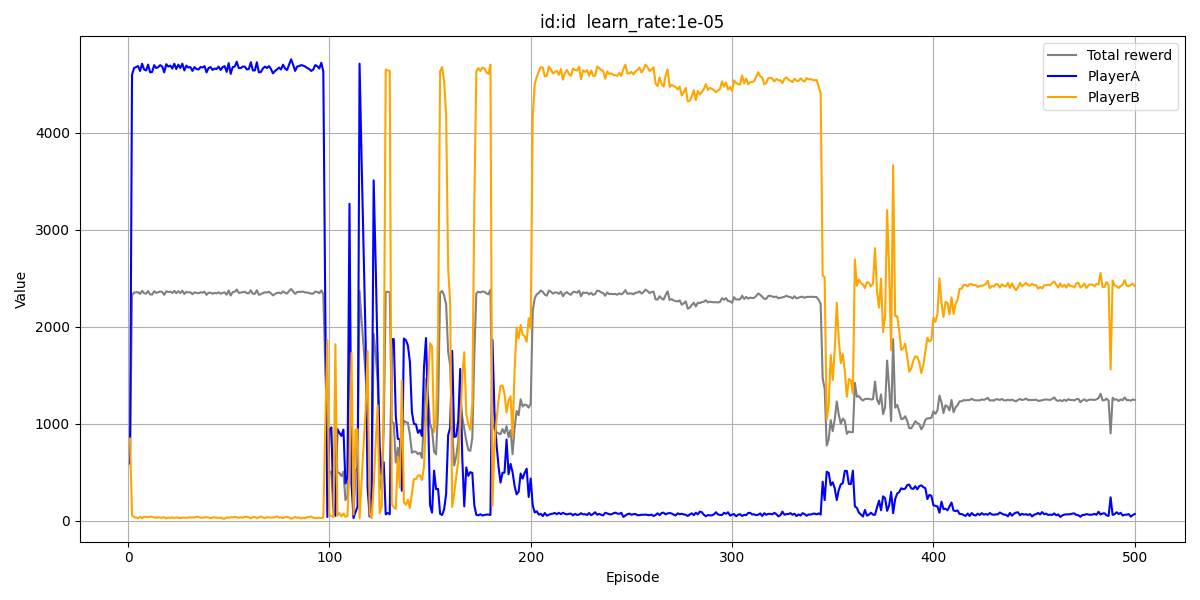 id:id  learn_rate:1e-05
Total rewerd
PlayerA
PlayerB
Value
4000
3000
2000
1000
0
0 100 200 300 400 500
Episode